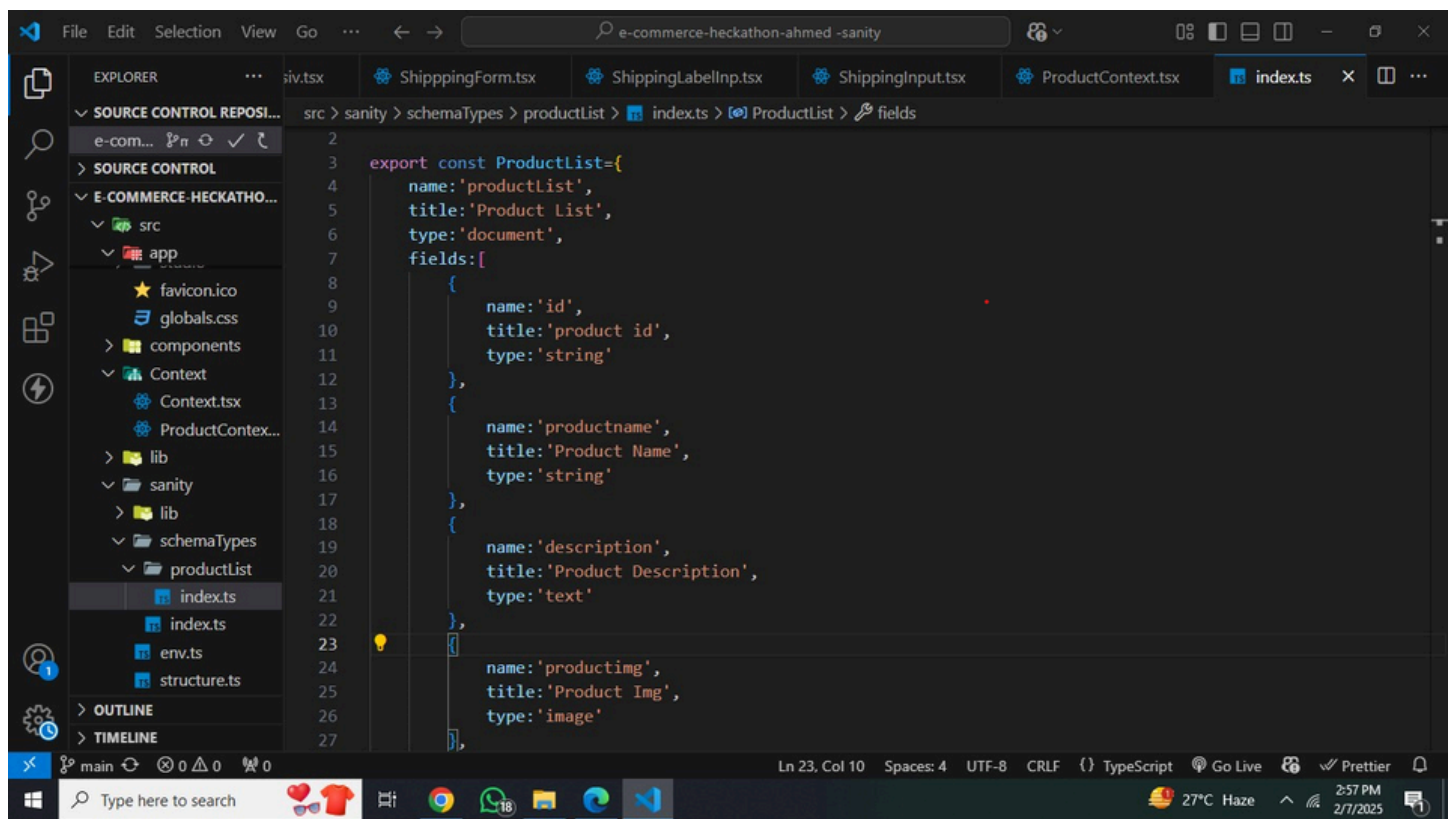 File Edit Selection View Go ··· e-commerce-heckathon-ahmed -sanity
EXPLORER
siv.tsx ShipppingForm.tsx ShippingLabelInp.tsx ShippingInput.tsx ProductContext.tsx TS index.ts
SOURCE CONTROL REPOSI...
src > sanity > schemaTypes > productList > TS index.ts > ProductList > fields
e-com...
SOURCE CONTROL
E-COMMERCE-HECKATHO...
src
app
favicon.ico
globals.css
components
Context
Context.tsx
ProductContex...
lib
sanity
lib
schemaTypes
productList
TS index.ts
TS index.ts
TS env.ts
TS structure.ts
OUTLINE
TIMELINE
2
3 export const ProductList={
4 name:'productList',
5 title:'Product List',
6 type:'document',
7 fields:[
8 {
9 name:'id',
10 title:'product id',
11 type:'string'
12 },
13 {
14 name:'productname',
15 title:'Product Name',
16 type:'string'
17 },
18 {
19 name:'description',
20 title:'Product Description',
21 type:'text'
22 },
23 {
24 name:'productimg',
25 title:'Product Img',
26 type:'image'
27 },
main 0 0 0 Ln 23, Col 10 Spaces: 4 UTF-8 CRLF {} TypeScript Go Live Prettier
Type here to search 18 27°C Haze 2:57 PM
2/7/2025